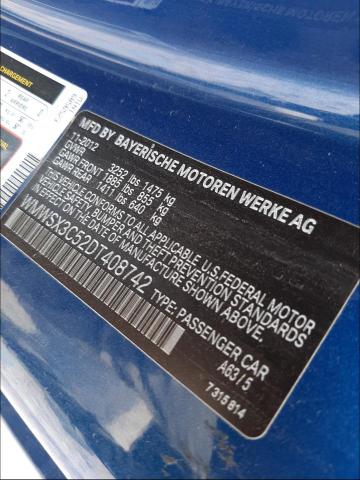 MFD BY BAYERISCHE MOTOREN WERKE AG
11-2012
GVWR 3252 lbs 1475 kg
GAWR FRONT 1885 lbs 855 kg
GAWR REAR 1411 lbs 640 kg
THIS VEHICLE CONFORMS TO ALL APPLICABLE U.S.FEDERAL MOTOR
VEHICLE SAFETY, BUMPER AND THEFT PREVENTION STANDARDS
IN EFFECT ON THE DATE OF MANUFACTURE SHOWN ABOVE.
WMWSX3C52DT408742 TYPE: PASSENGER CAR
A63/5
7 315 814
CHARGEMENT
REAR